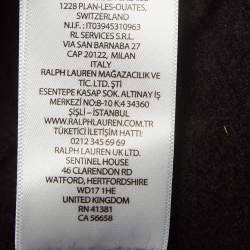 1228 PLAN-LES-OUATES,
SWITZERLAND
N.I.F.: IT03945310963
RL SERVICES S.R.L.
VIA SAN BARNABA 27
CAP 20122, MILAN
ITALY
RALPH LAUREN MAĞAZACILIK VE
TİC. LTD. ŞTİ
ESENTEPE KASAP SOK. ATALAY İŞ
MERKEZİ NO:8-10 K:4 34360
ŞİŞLİ – İSTANBUL
WWW.RALPHLAUREN.COM.TR
TÜKETİCİ İLETİŞİM HATTI:
0212 345 69 69
RALPH LAUREN UK LTD.
SENTINEL HOUSE
46 CLARENDON RD
WATFORD, HERTFORDSHIRE
WD17 1HE
UNITED KINGDOM
RN 41381
CA 56658